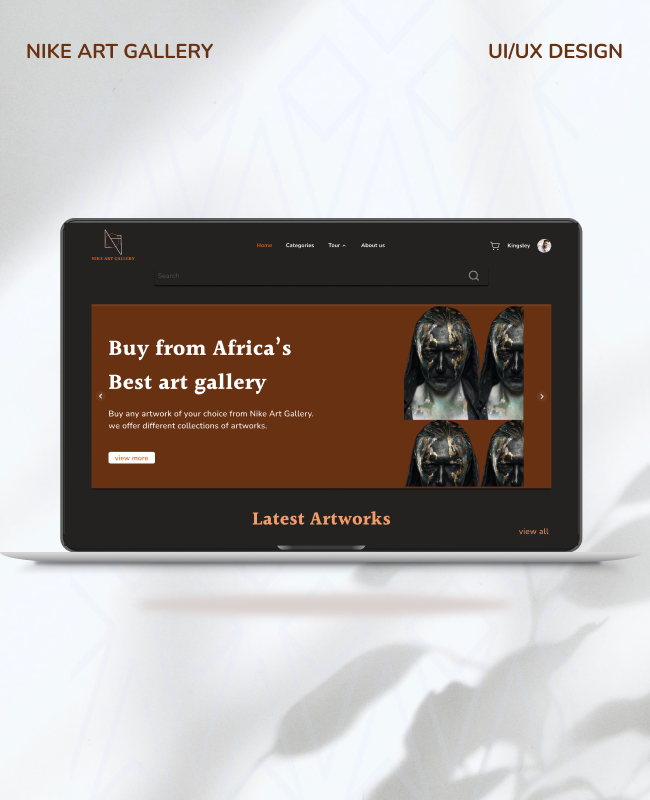 NIKE ART GALLERY
UI/UX DESIGN
NIKE ART GALLERY
Home
Categories
Tour
About us
Kingsley
Search
Buy from Africa's
Best art gallery
Buy any artwork of your choice from Nike Art Gallery.
we offer different collections of artworks.
view more
Latest Artworks
view all